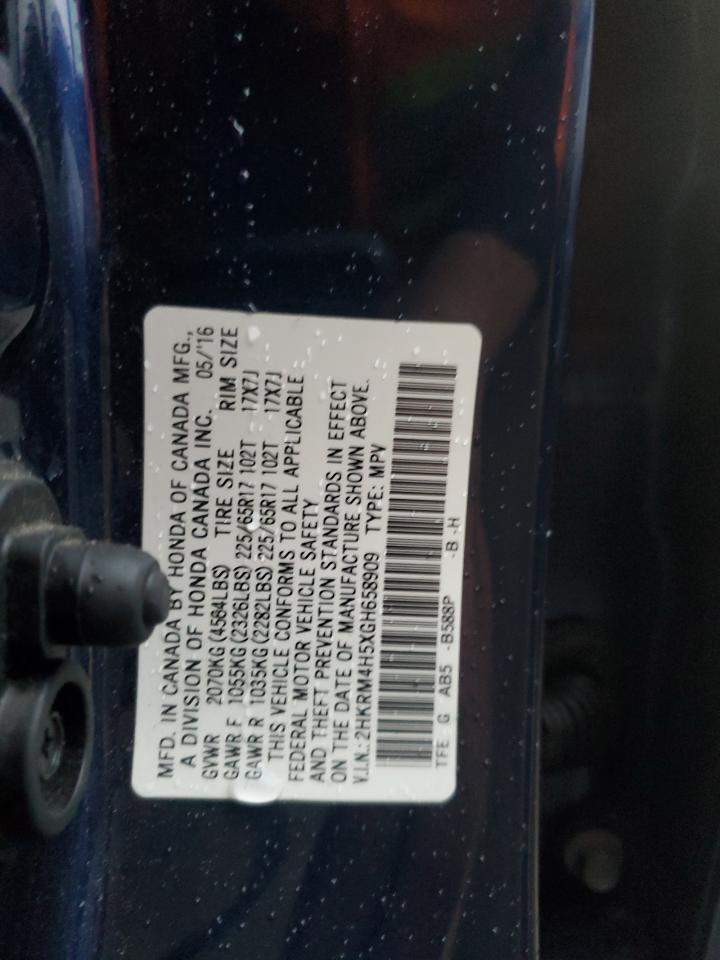 MFD. IN CANADA BY HONDA OF CANADA MFG.,
A DIVISION OF HONDA CANADA INC. 05/'16
GVWR 2070KG (4564LBS) TIRE SIZE RIM SIZE
GAWR F 1055KG (2326LBS) 225/65R17 102T 17X7J
GAWR R 1035KG (2282LBS) 225/65R17 102T 17X7J
THIS VEHICLE CONFORMS TO ALL APPLICABLE
FEDERAL MOTOR VEHICLE SAFETY
AND THEFT PREVENTION STANDARDS IN EFFECT
ON THE DATE OF MANUFACTURE SHOWN ABOVE.
V.I.N.: 2HKRM4H5XGH658909 TYPE: MPV
TFE G AB5 -B588P -B -H